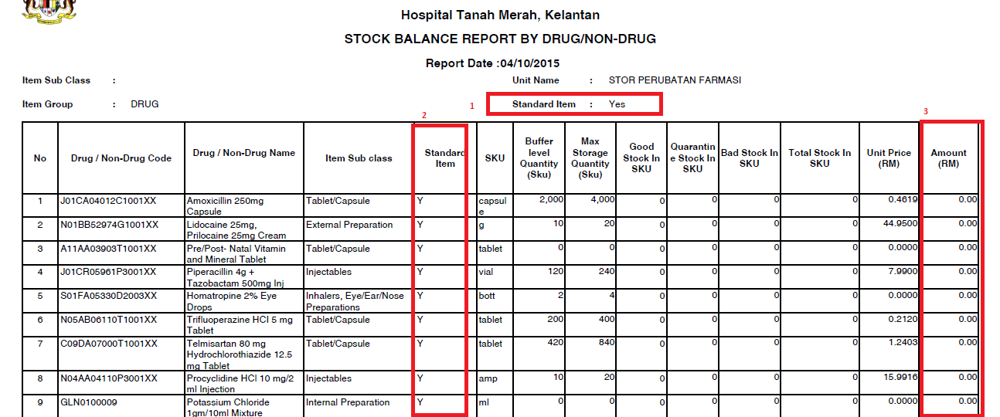 Hospital Tanah Merah, Kelantan
STOCK BALANCE REPORT BY DRUG/NON-DRUG
Report Date :04/10/2015
Item Sub Class : Unit Name : STOR PERUBATAN FARMASI
Item Group : DRUG 1 Standard Item : Yes
2 3
No Drug / Non-Drug Code Drug / Non-Drug Name Item Sub class Standard Item SKU Buffer level Quantity (Sku) Max Storage Quantity (Sku) Good Stock In SKU Quarantin e Stock In SKU Bad Stock In SKU Total Stock In SKU Unit Price (RM) Amount (RM)
1 J01CA04012C1001XX Amoxicillin 250mg Capsule Tablet/Capsule Y capsul e 2,000 4,000 0 0 0 0 0.4619 0.00
2 N01BB52974G1001XX Lidocaine 25mg, Prilocaine 25mg Cream External Preparation Y g 10 20 0 0 0 0 44.9500 0.00
3 A11AA03903T1001XX Pre/Post- Natal Vitamin and Mineral Tablet Tablet/Capsule Y tablet 0 0 0 0 0 0 0.0000 0.00
4 J01CR05961P3001XX Piperacillin 4g + Tazobactam 500mg Inj Injectables Y vial 120 240 0 0 0 0 7.9900 0.00
5 S01FA05330D2003XX Homatropine 2% Eye Drops Inhalers, Eye/Ear/Nose Preparations Y bott 2 4 0 0 0 0 0.0000 0.00
6 N05AB06110T1001XX Trifluoperazine HCl 5 mg Tablet Tablet/Capsule Y tablet 200 400 0 0 0 0 0.2120 0.00
7 C09DA07000T1001XX Telmisartan 80 mg Hydrochlorothiazide 12.5 mg Tablet Tablet/Capsule Y tablet 420 840 0 0 0 0 1.2403 0.00
8 N04AA04110P3001XX Procyclidine HCl 10 mg/2 ml Injection Injectables Y amp 10 20 0 0 0 0 15.9916 0.00
9 GLN0100009 Potassium Chloride 1gm/10ml Mixture Internal Preparation Y ml 0 0 0 0 0 0 0.0000 0.00